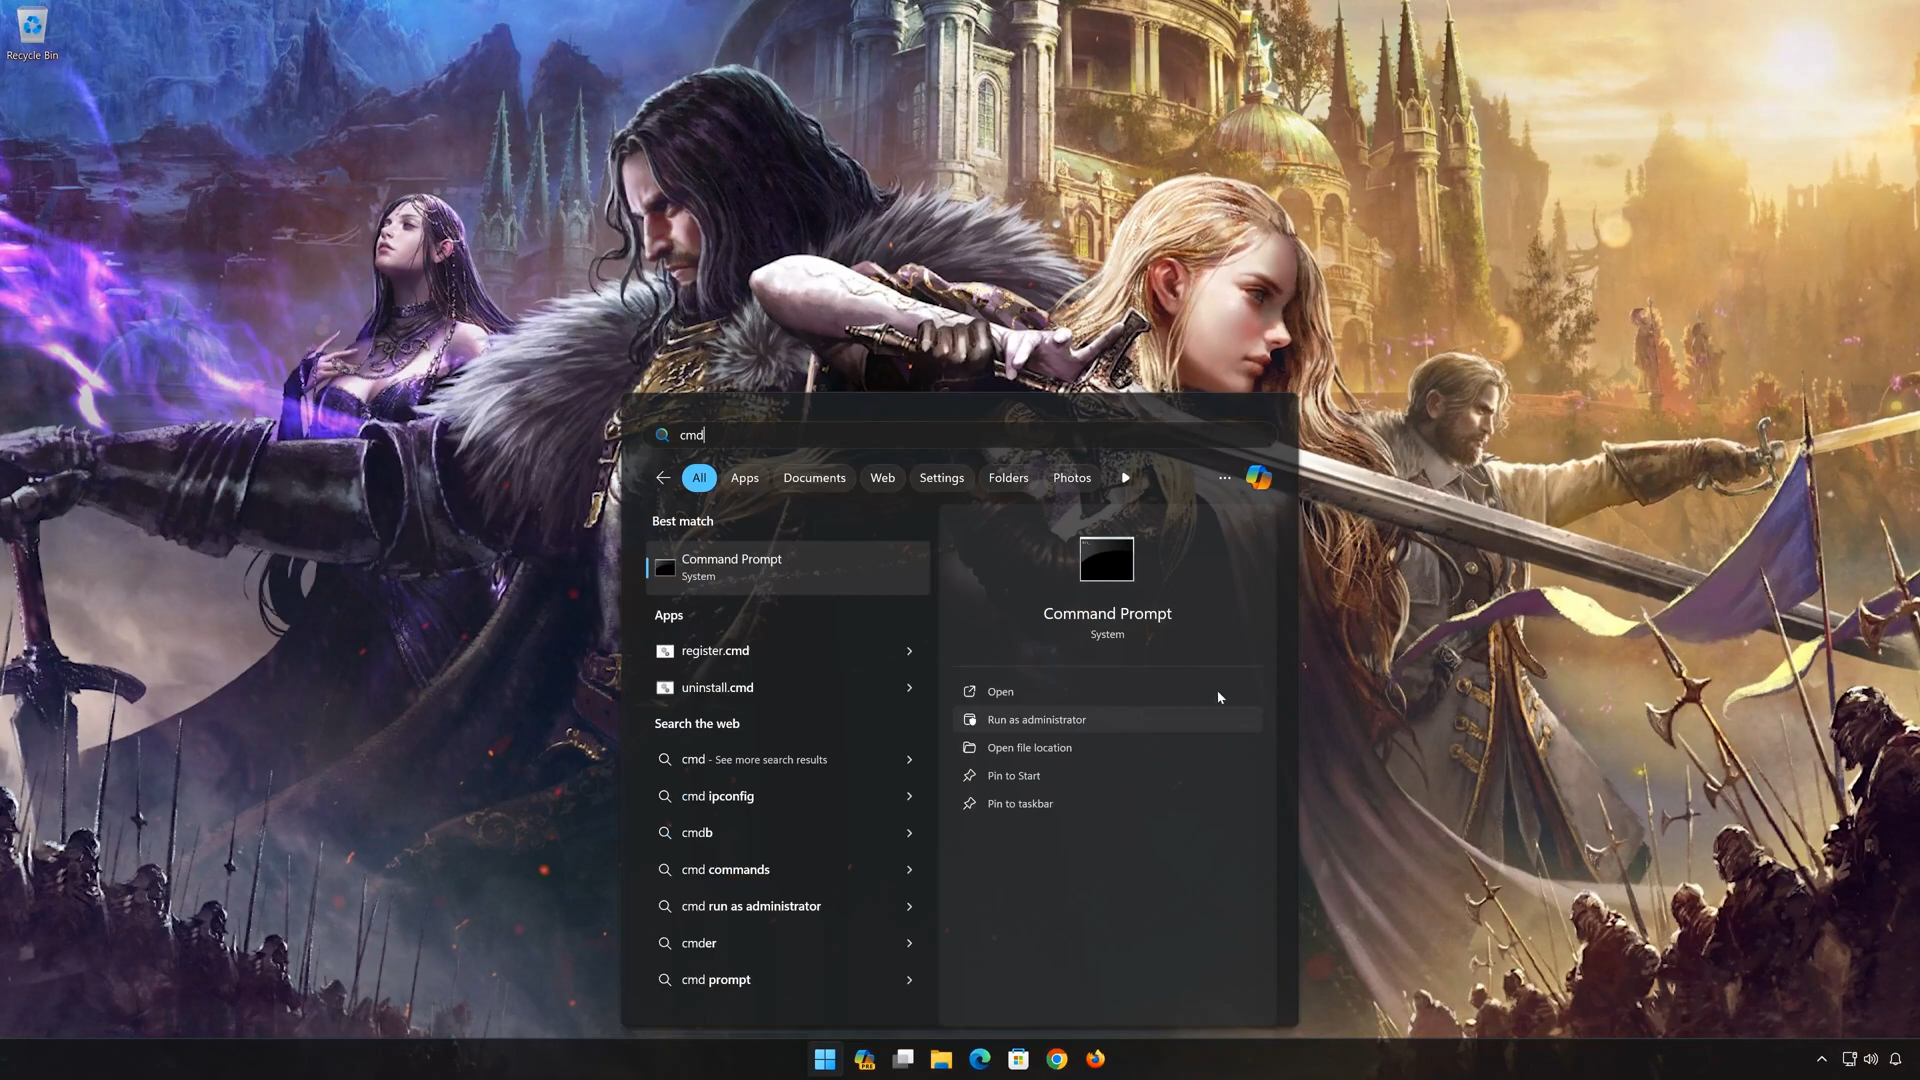 Recycle Bin
cmd
All
Apps
Documents
Web
Settings
Folders
Photos
Best match
Command Prompt
System
Apps
register.cmd
uninstall.cmd
Search the web
cmd - See more search results
cmd ipconfig
cmdb
cmd commands
cmd run as administrator
cmder
cmd prompt
Command Prompt
System
Open
Run as administrator
Open file location
Pin to Start
Pin to taskbar
PRE